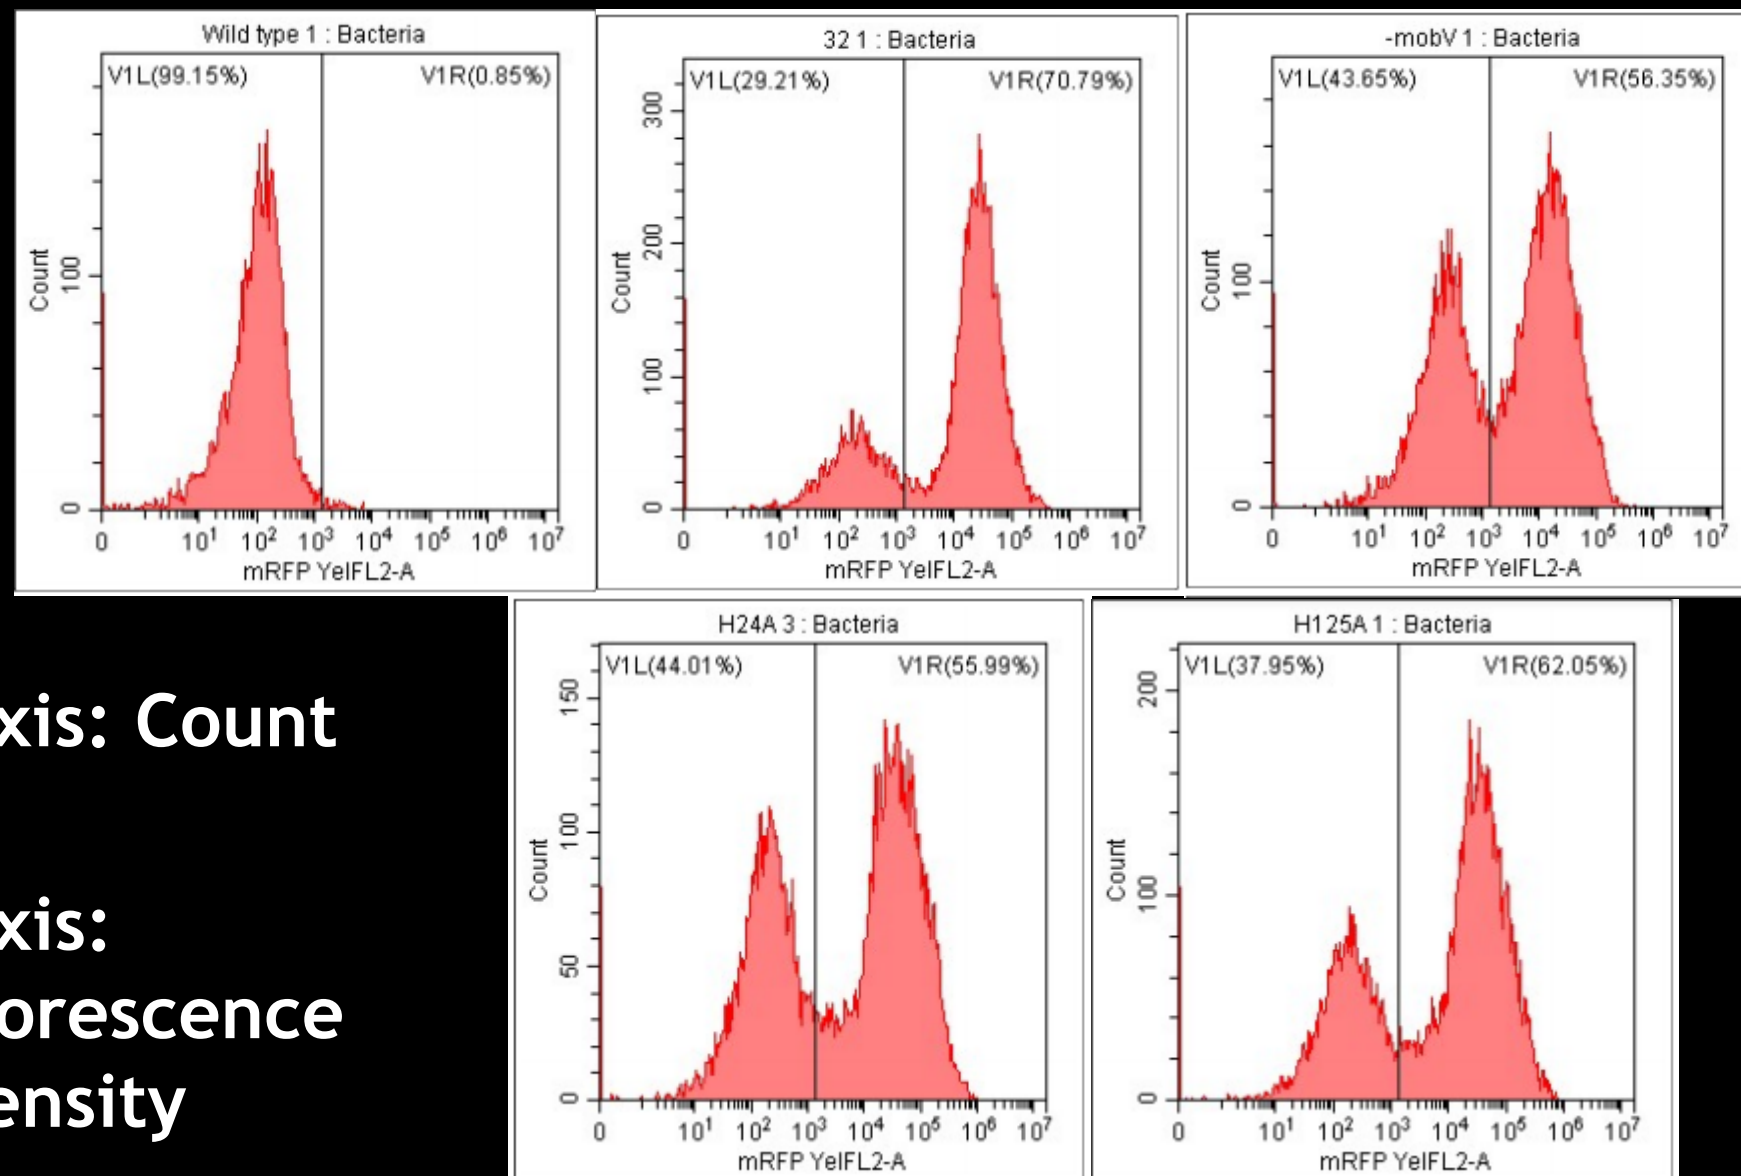 Wild type 1 : Bacteria
V1L(99.15%) V1R(0.85%)
Count
100
0
0 10¹ 10² 10³ 10⁴ 10⁵ 10⁶ 10⁷
mRFP YelFL2-A
32 1 : Bacteria
V1L(29.21%) V1R(70.79%)
Count
300
200
100
0
0 10¹ 10² 10³ 10⁴ 10⁵ 10⁶ 10⁷
mRFP YelFL2-A
-mobV 1 : Bacteria
V1L(43.65%) V1R(56.35%)
Count
100
0
0 10¹ 10² 10³ 10⁴ 10⁵ 10⁶ 10⁷
mRFP YelFL2-A
xis: Count
xis:
orescence
ensity
H24A 3 : Bacteria
V1L(44.01%) V1R(55.99%)
Count
150
100
50
0
0 10¹ 10² 10³ 10⁴ 10⁵ 10⁶ 10⁷
mRFP YelFL2-A
H125A 1 : Bacteria
V1L(37.95%) V1R(62.05%)
Count
200
100
0
0 10¹ 10² 10³ 10⁴ 10⁵ 10⁶ 10⁷
mRFP YelFL2-A